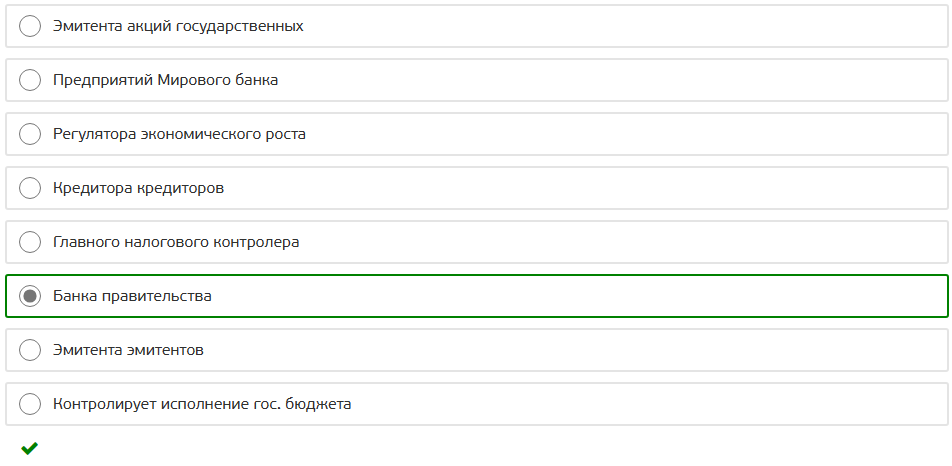 Эмитента акций государственных
Предприятий Мирового банка
Регулятора экономического роста
Кредитора кредиторов
Главного налогового контролера
Банка правительства
Эмитента эмитентов
Контролирует исполнение гос. бюджета